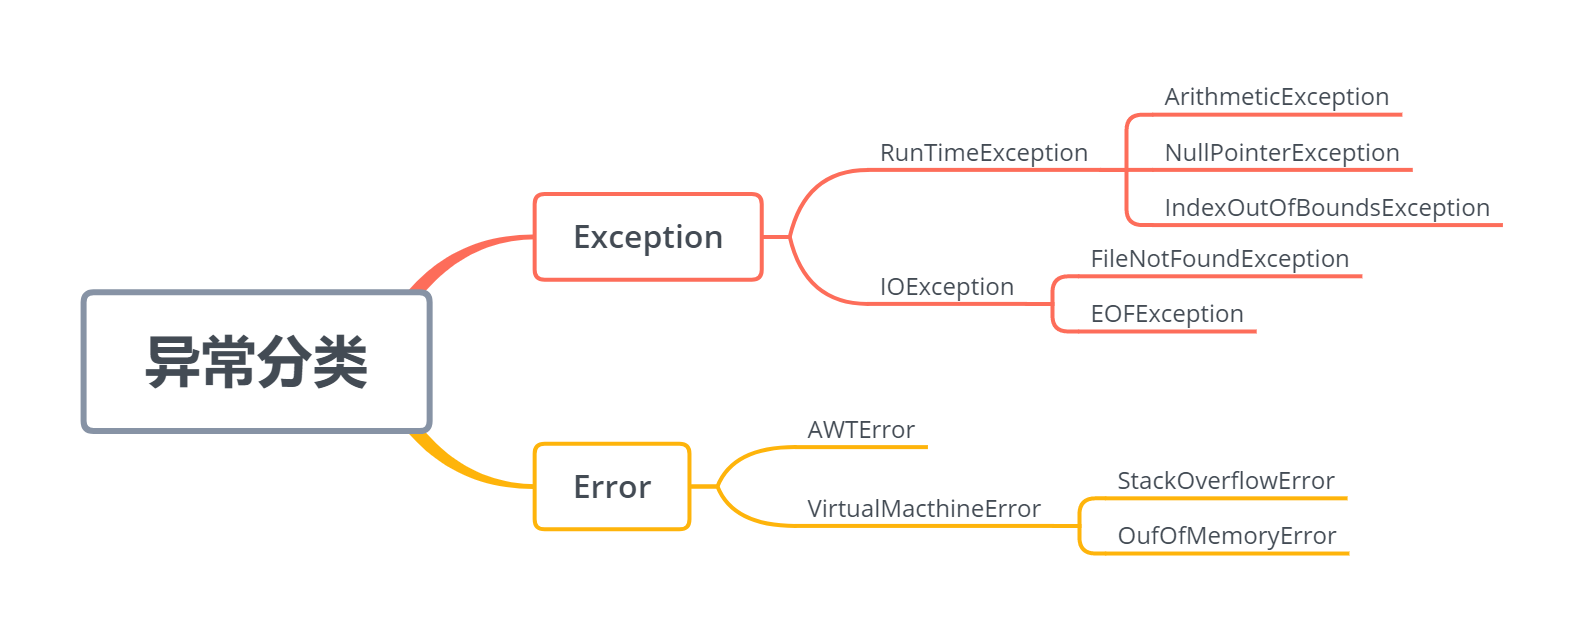 异常分类
Exception
RunTimeException
ArithmeticException
NullPointerException
IndexOutOfBoundsException
IOException
FileNotFoundException
EOFException
Error
AWTError
VirtualMacthineError
StackOverflowError
OufOfMemoryError